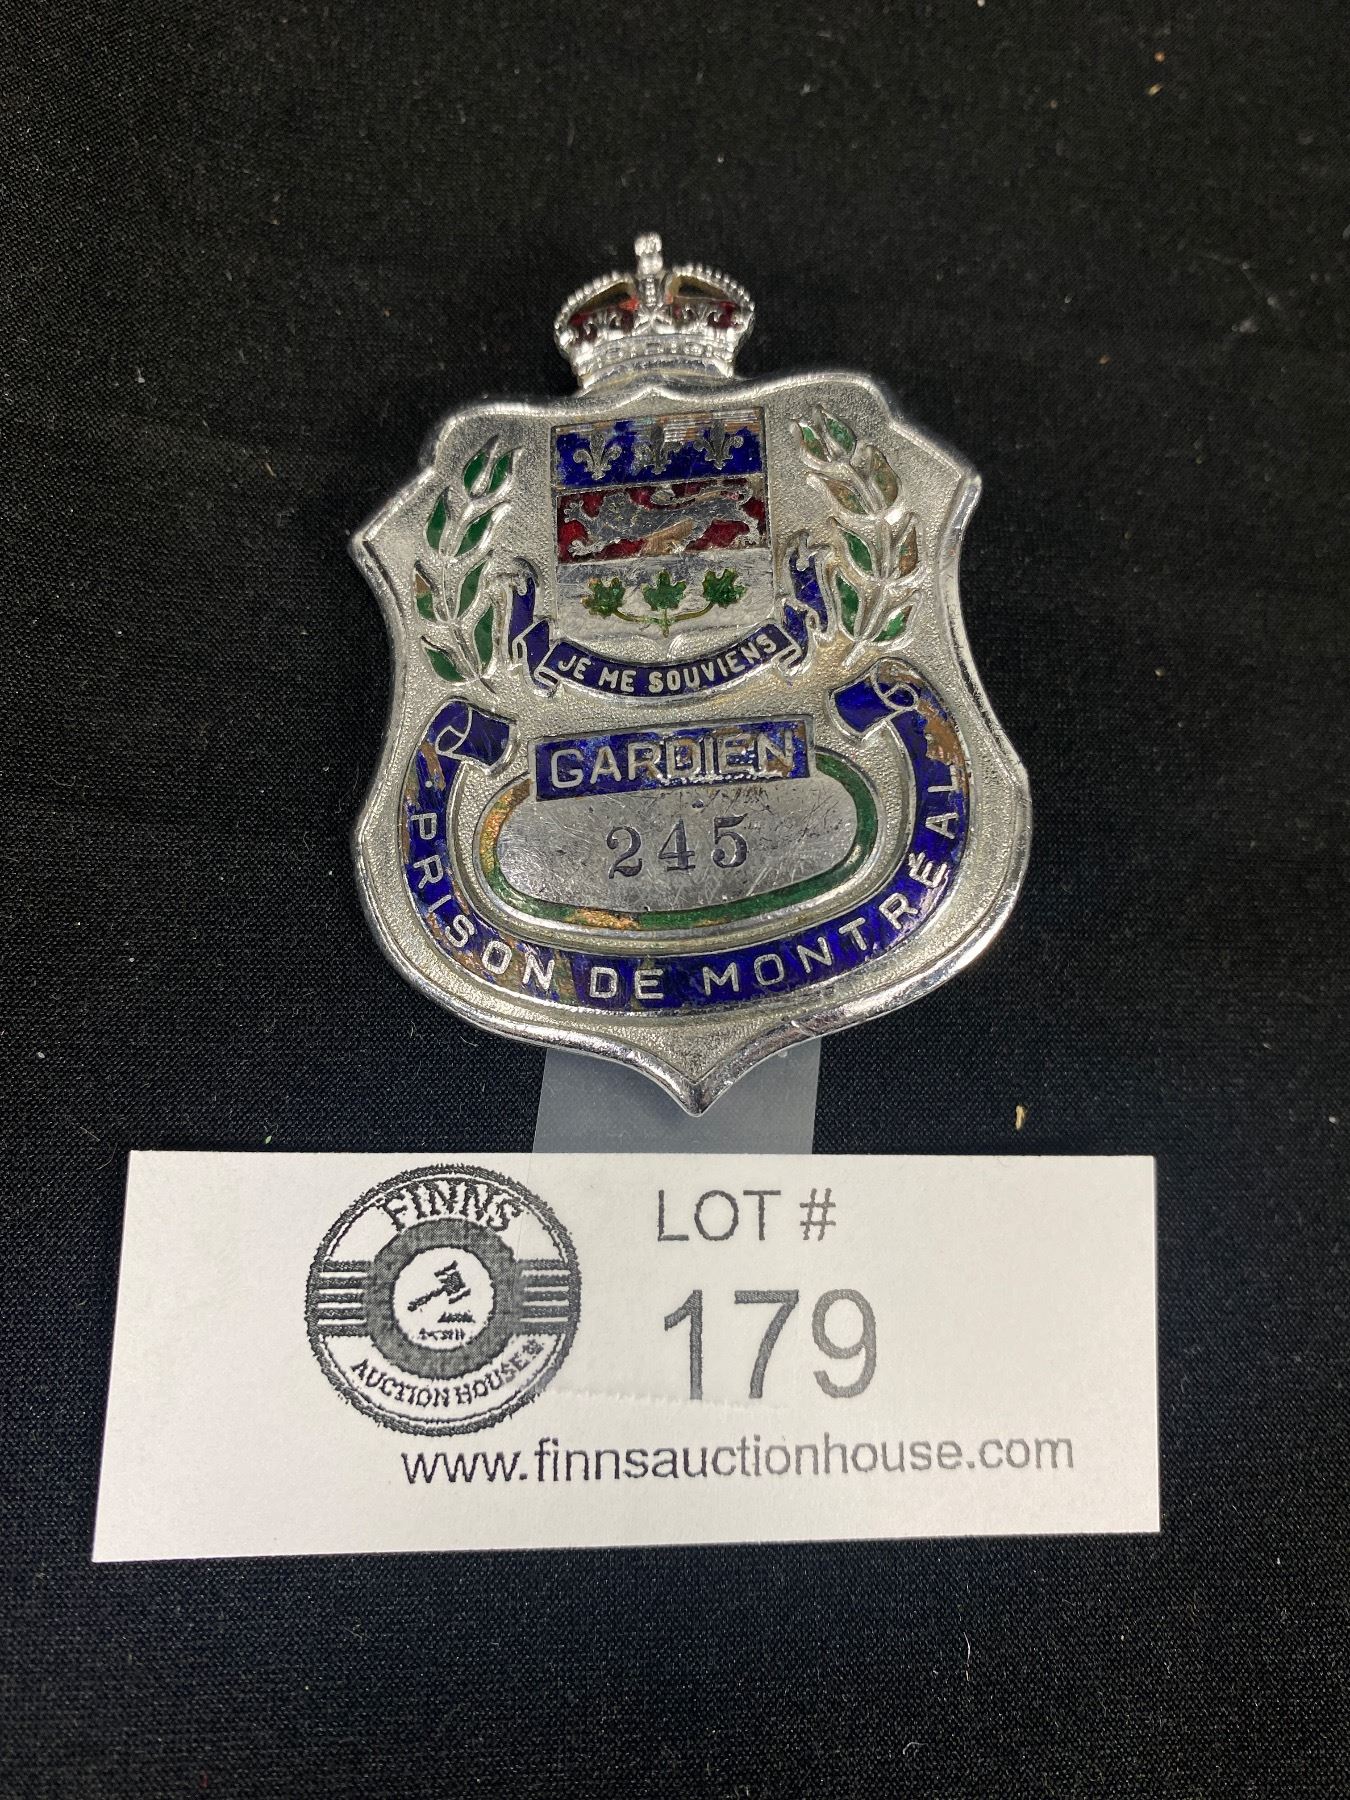 JE ME SOUVIENS
GARDIEN
245
PRISON DE MONTRÉAL
FINNS
AUCTION HOUSE
LOT #
179
www.finnsauctionhouse.com